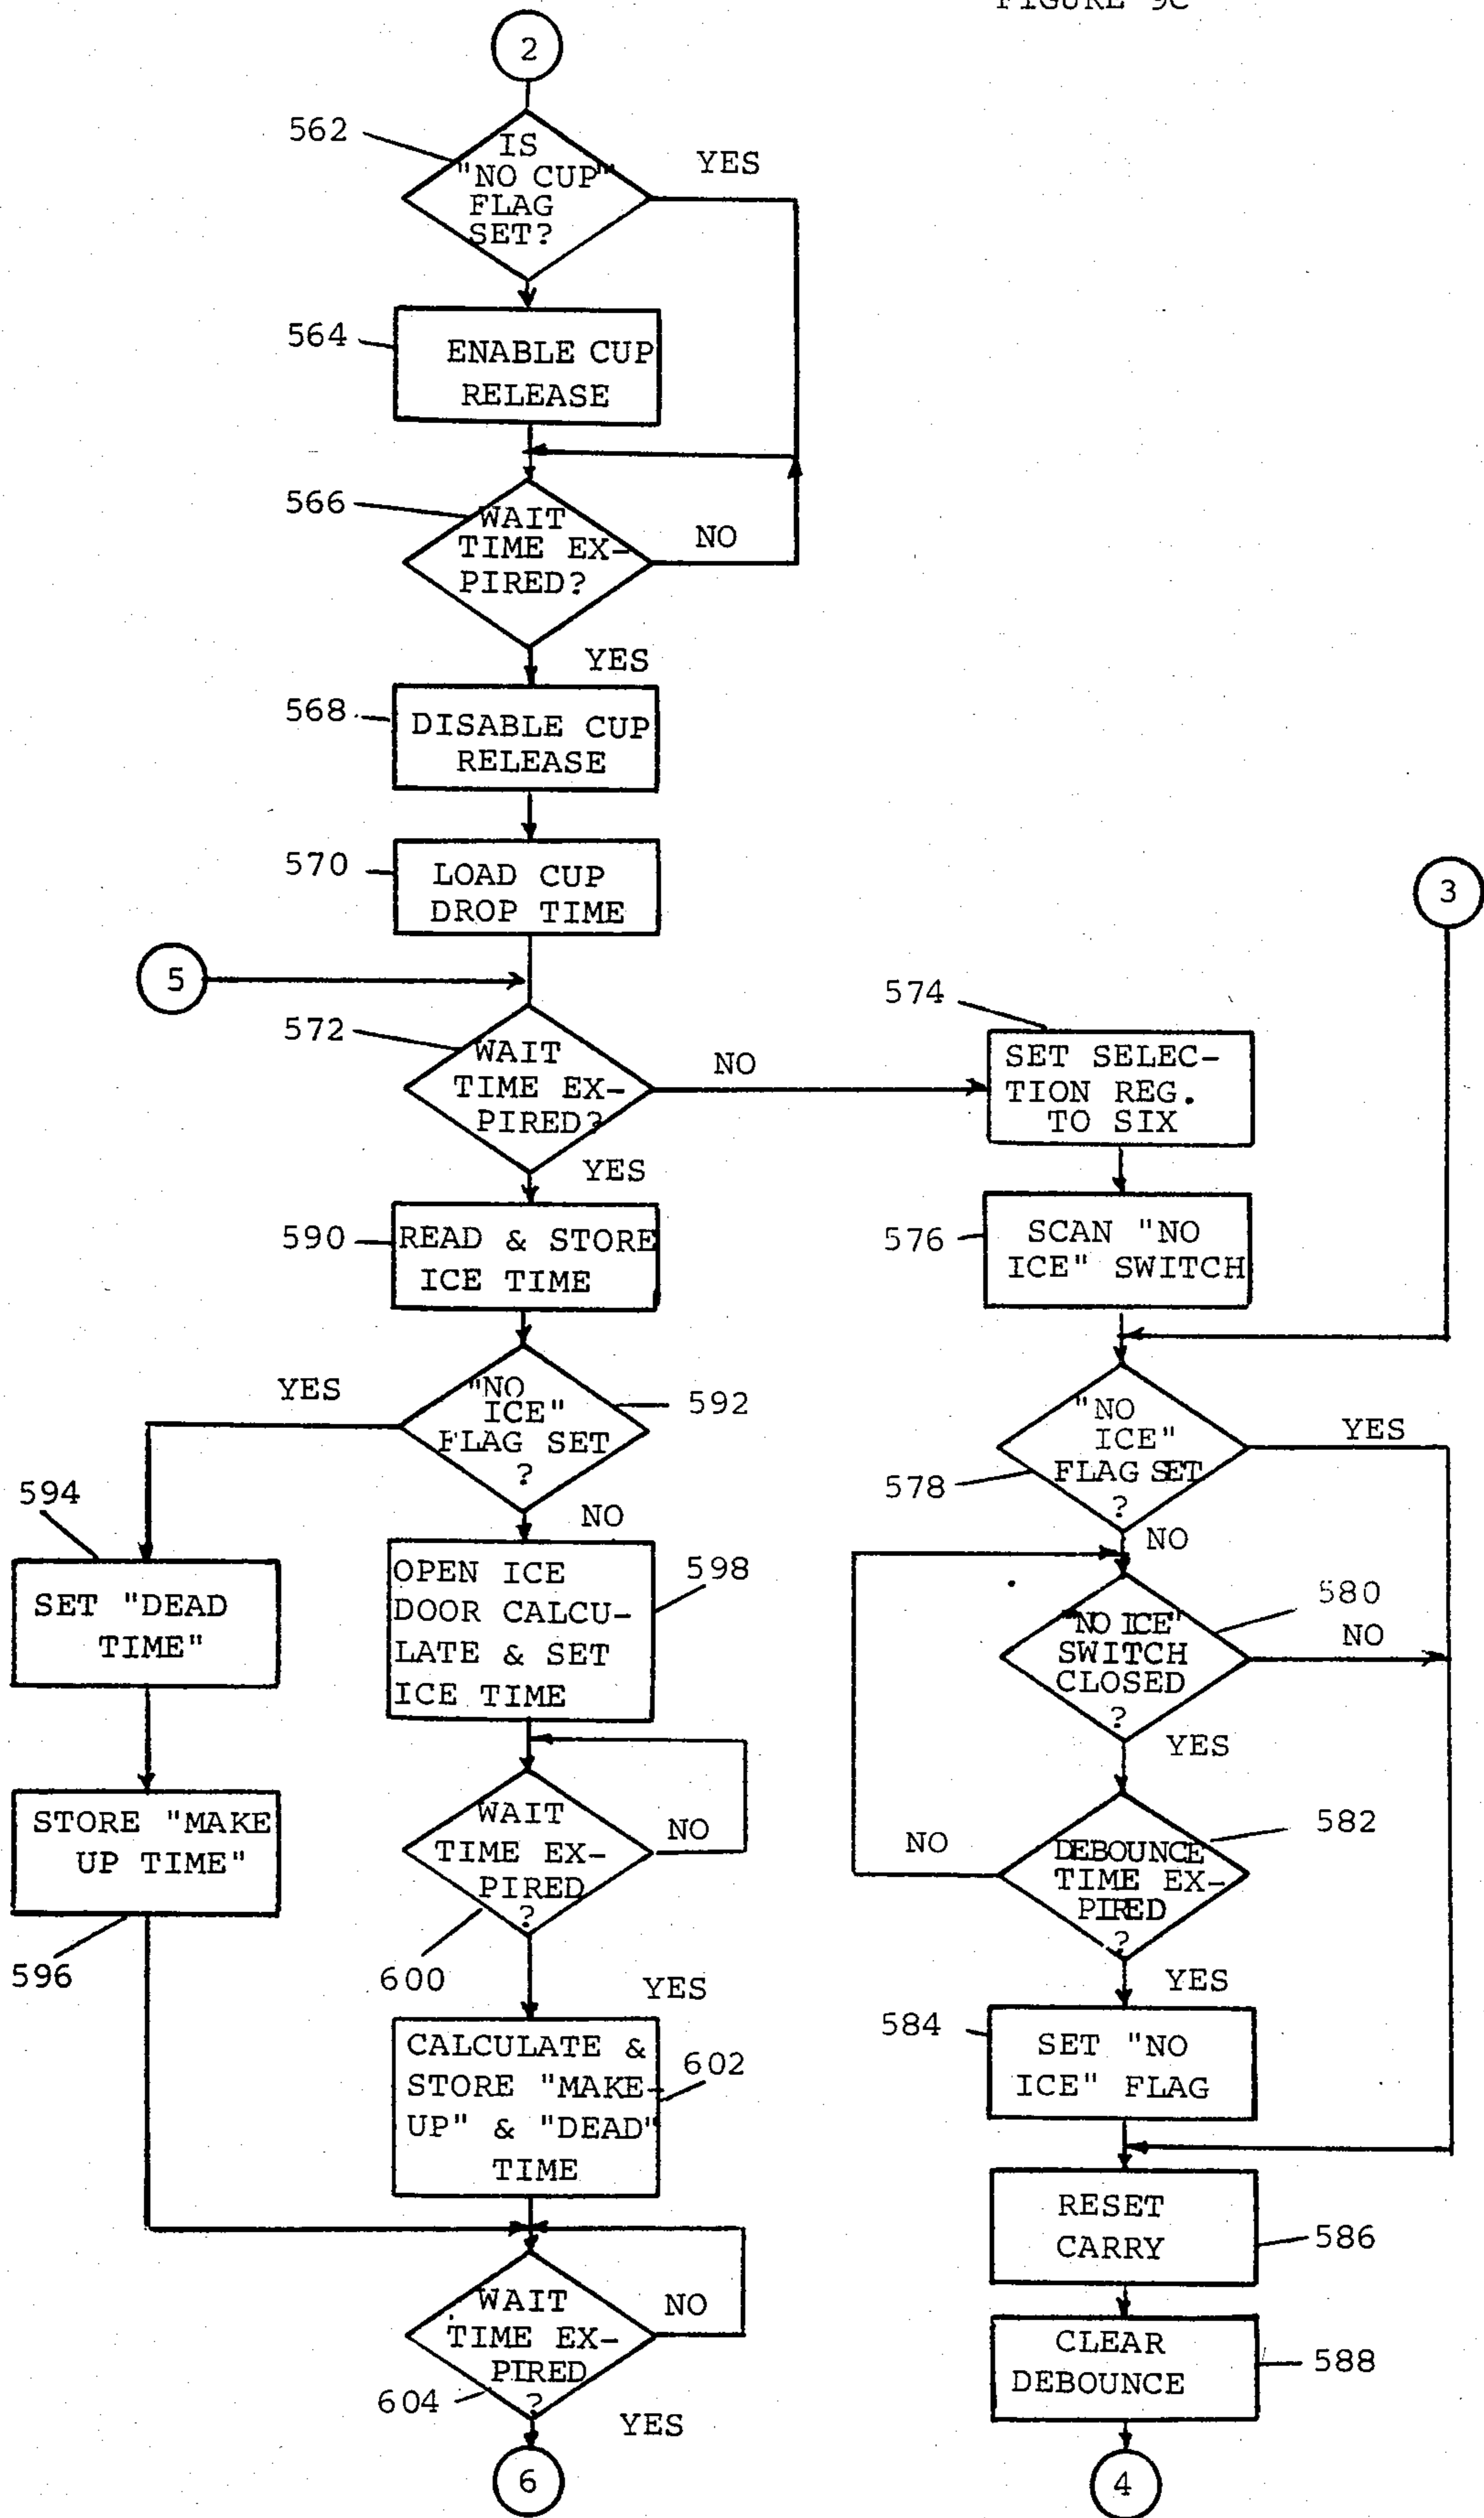 FIGURE 9C
2
562
IS
"NO CUP"
FLAG
SET?
YES
564
ENABLE CUP
RELEASE
566
WAIT
TIME EX-
PIRED?
NO
YES
568
DISABLE CUP
RELEASE
570
LOAD CUP
DROP TIME
3
5
572
WAIT
TIME EX-
PIRED?
NO
YES
574
SET SELEC-
TION REG.
TO SIX
576
SCAN "NO
ICE" SWITCH
590
READ & STORE
ICE TIME
592
"NO
ICE"
FLAG SET
?
YES
NO
578
"NO
ICE"
FLAG SET
?
YES
NO
594
SET "DEAD
TIME"
598
OPEN ICE
DOOR CALCU-
LATE & SET
ICE TIME
580
"NO ICE"
SWITCH
CLOSED
?
NO
YES
596
STORE "MAKE
UP TIME"
600
WAIT
TIME EX-
PIRED
?
NO
YES
582
DEBOUNCE
TIME EX-
PIRED
?
NO
YES
602
CALCULATE &
STORE "MAKE-
UP" & "DEAD"
TIME
584
SET "NO
ICE" FLAG
586
RESET
CARRY
604
WAIT
TIME EX-
PIRED
?
NO
YES
588
CLEAR
DEBOUNCE
6
4